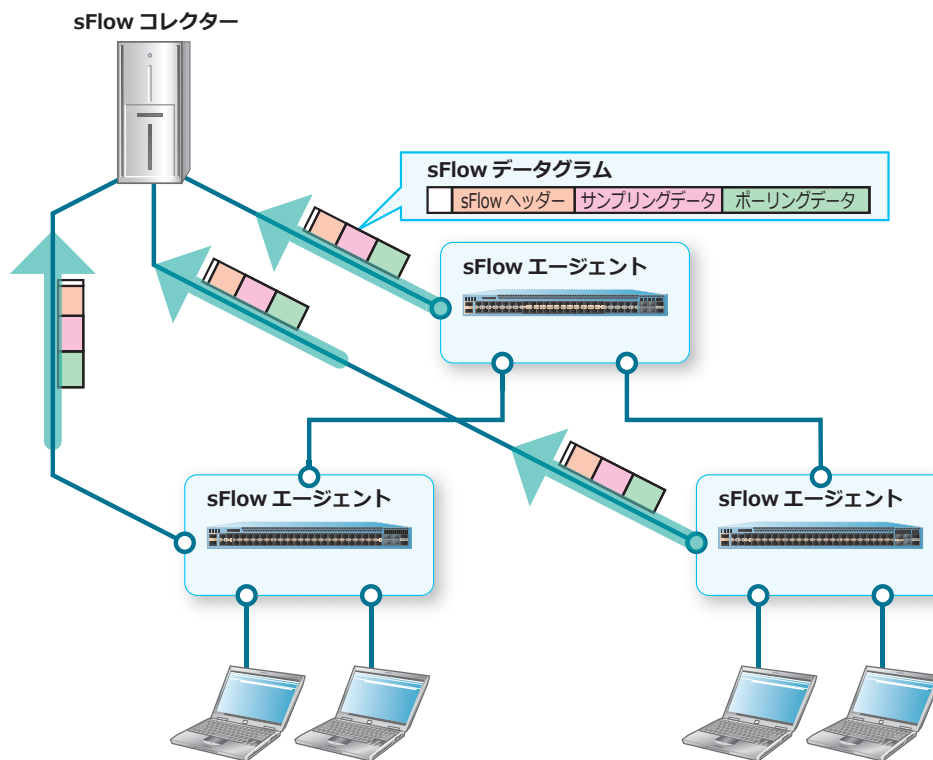 sFlow コレクター
sFlow データグラム
sFlow ヘッダー サンプリングデータ ポーリングデータ
sFlow エージェント
sFlow エージェント
sFlow エージェント